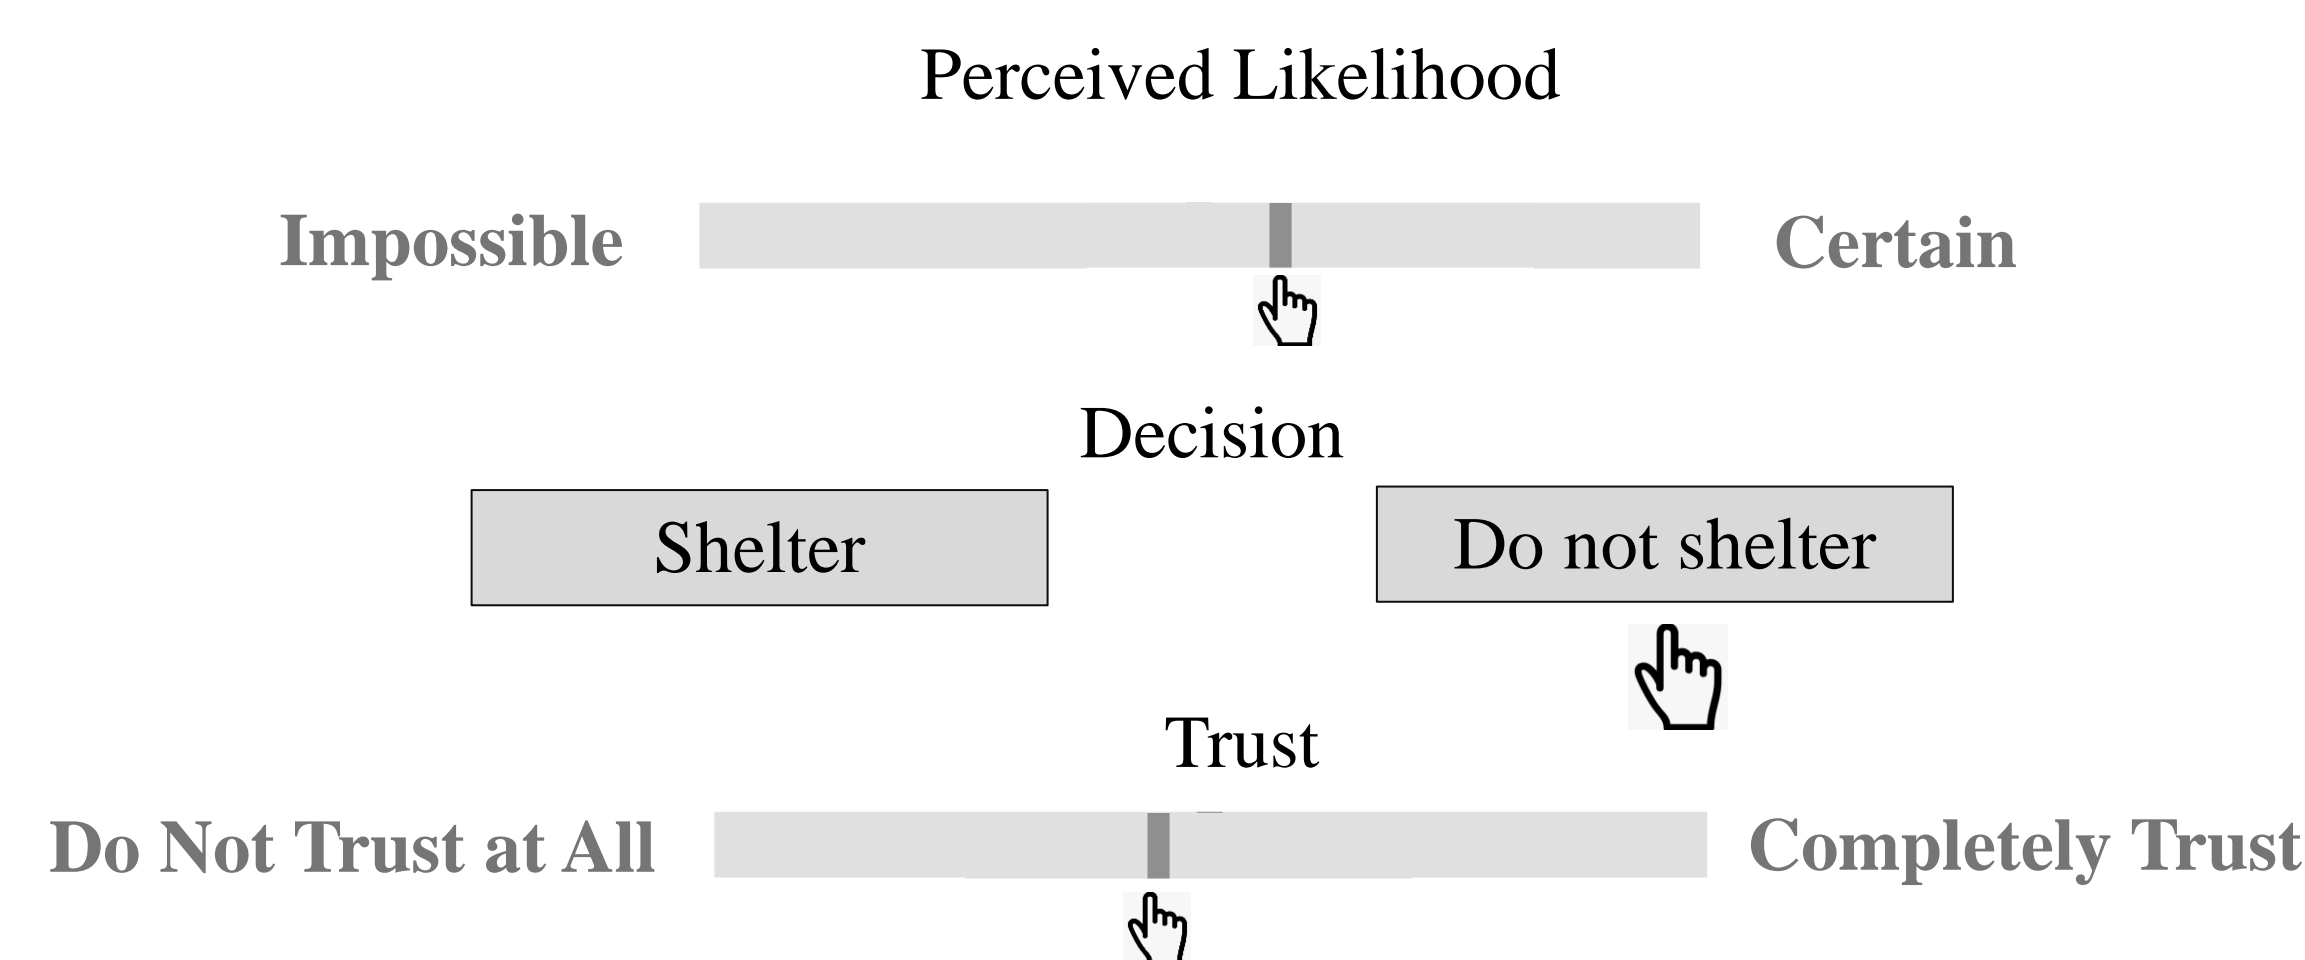 Perceived Likelihood
Impossible
Certain
Decision
Shelter
Do not shelter
Trust
Do Not Trust at All
Completely Trust